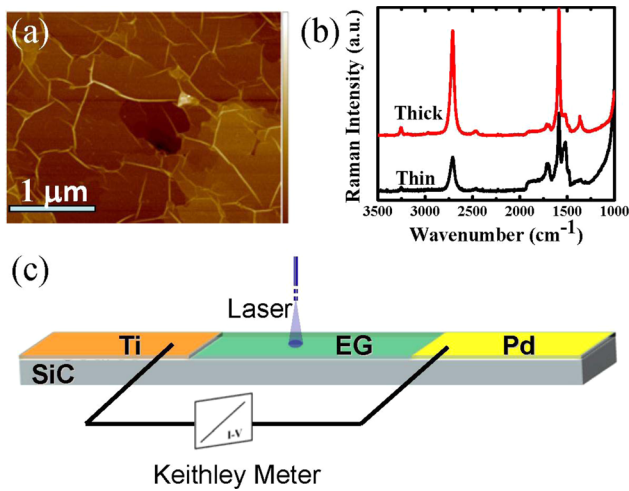 (a)
1 μm
(b)
Raman Intensity (a.u.)
Thick
Thin
3500 3000 2500 2000 1500 1000
Wavenumber (cm⁻¹)
(c)
Laser
Ti EG Pd
SiC
I-V
Keithley Meter